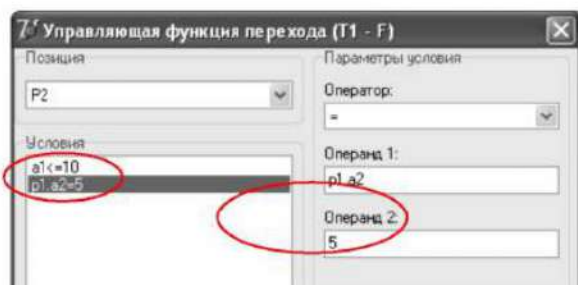 Управляющая функция перехода (T1 - F)
Позиция
P2
Условия
a1<=10
p1.a2=5
Параметры условия
Оператор:
=
Операнд 1:
p1.a2
Операнд 2:
5